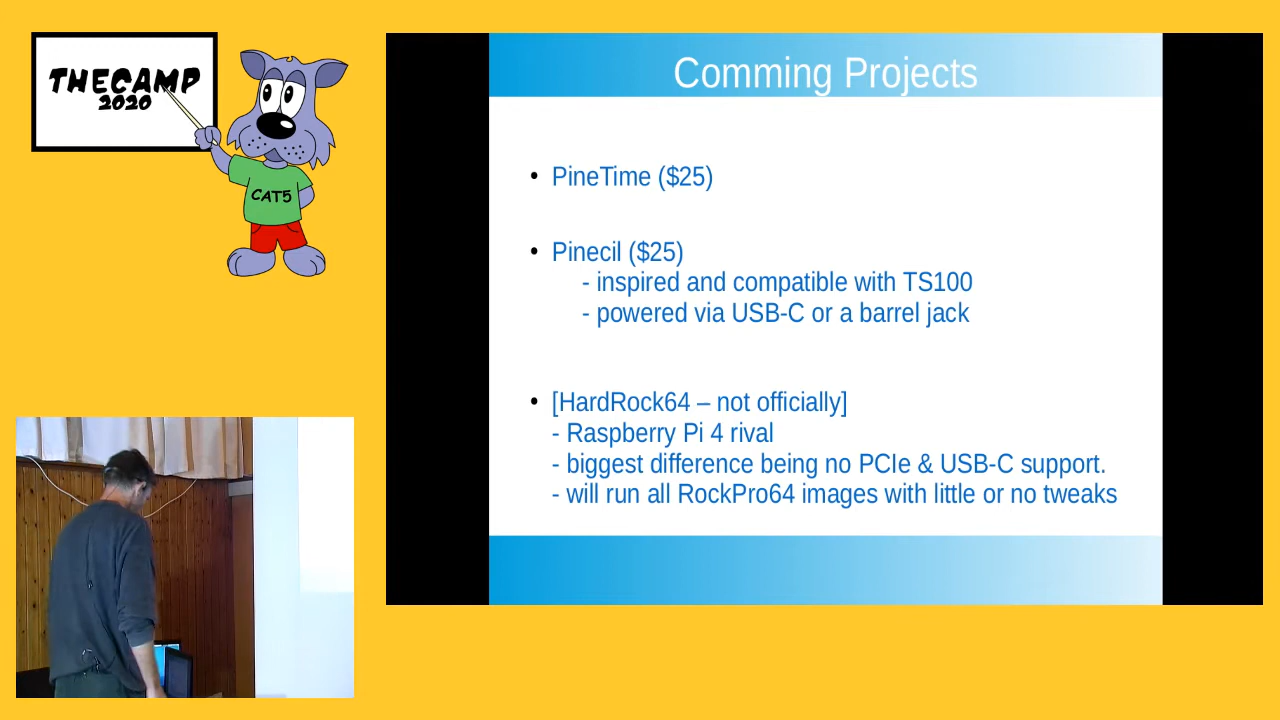 THECAMP
2020
CAT5
Comming Projects
• PineTime ($25)
• Pinecil ($25)
- inspired and compatible with TS100
- powered via USB-C or a barrel jack
• [HardRock64 – not officially]
- Raspberry Pi 4 rival
- biggest difference being no PCIe & USB-C support.
- will run all RockPro64 images with little or no tweaks